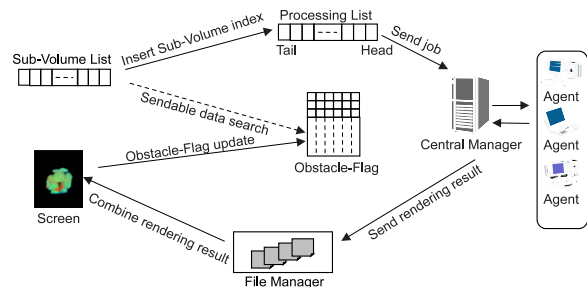 Processing List
Insert Sub-Volume index
Tail
Head
Send job
Sub-Volume List
Sendable data search
Agent
Agent
Agent
Central Manager
Obstacle-Flag update
Obstacle-Flag
Screen
Combine rendering result
Send rendering result
File Manager